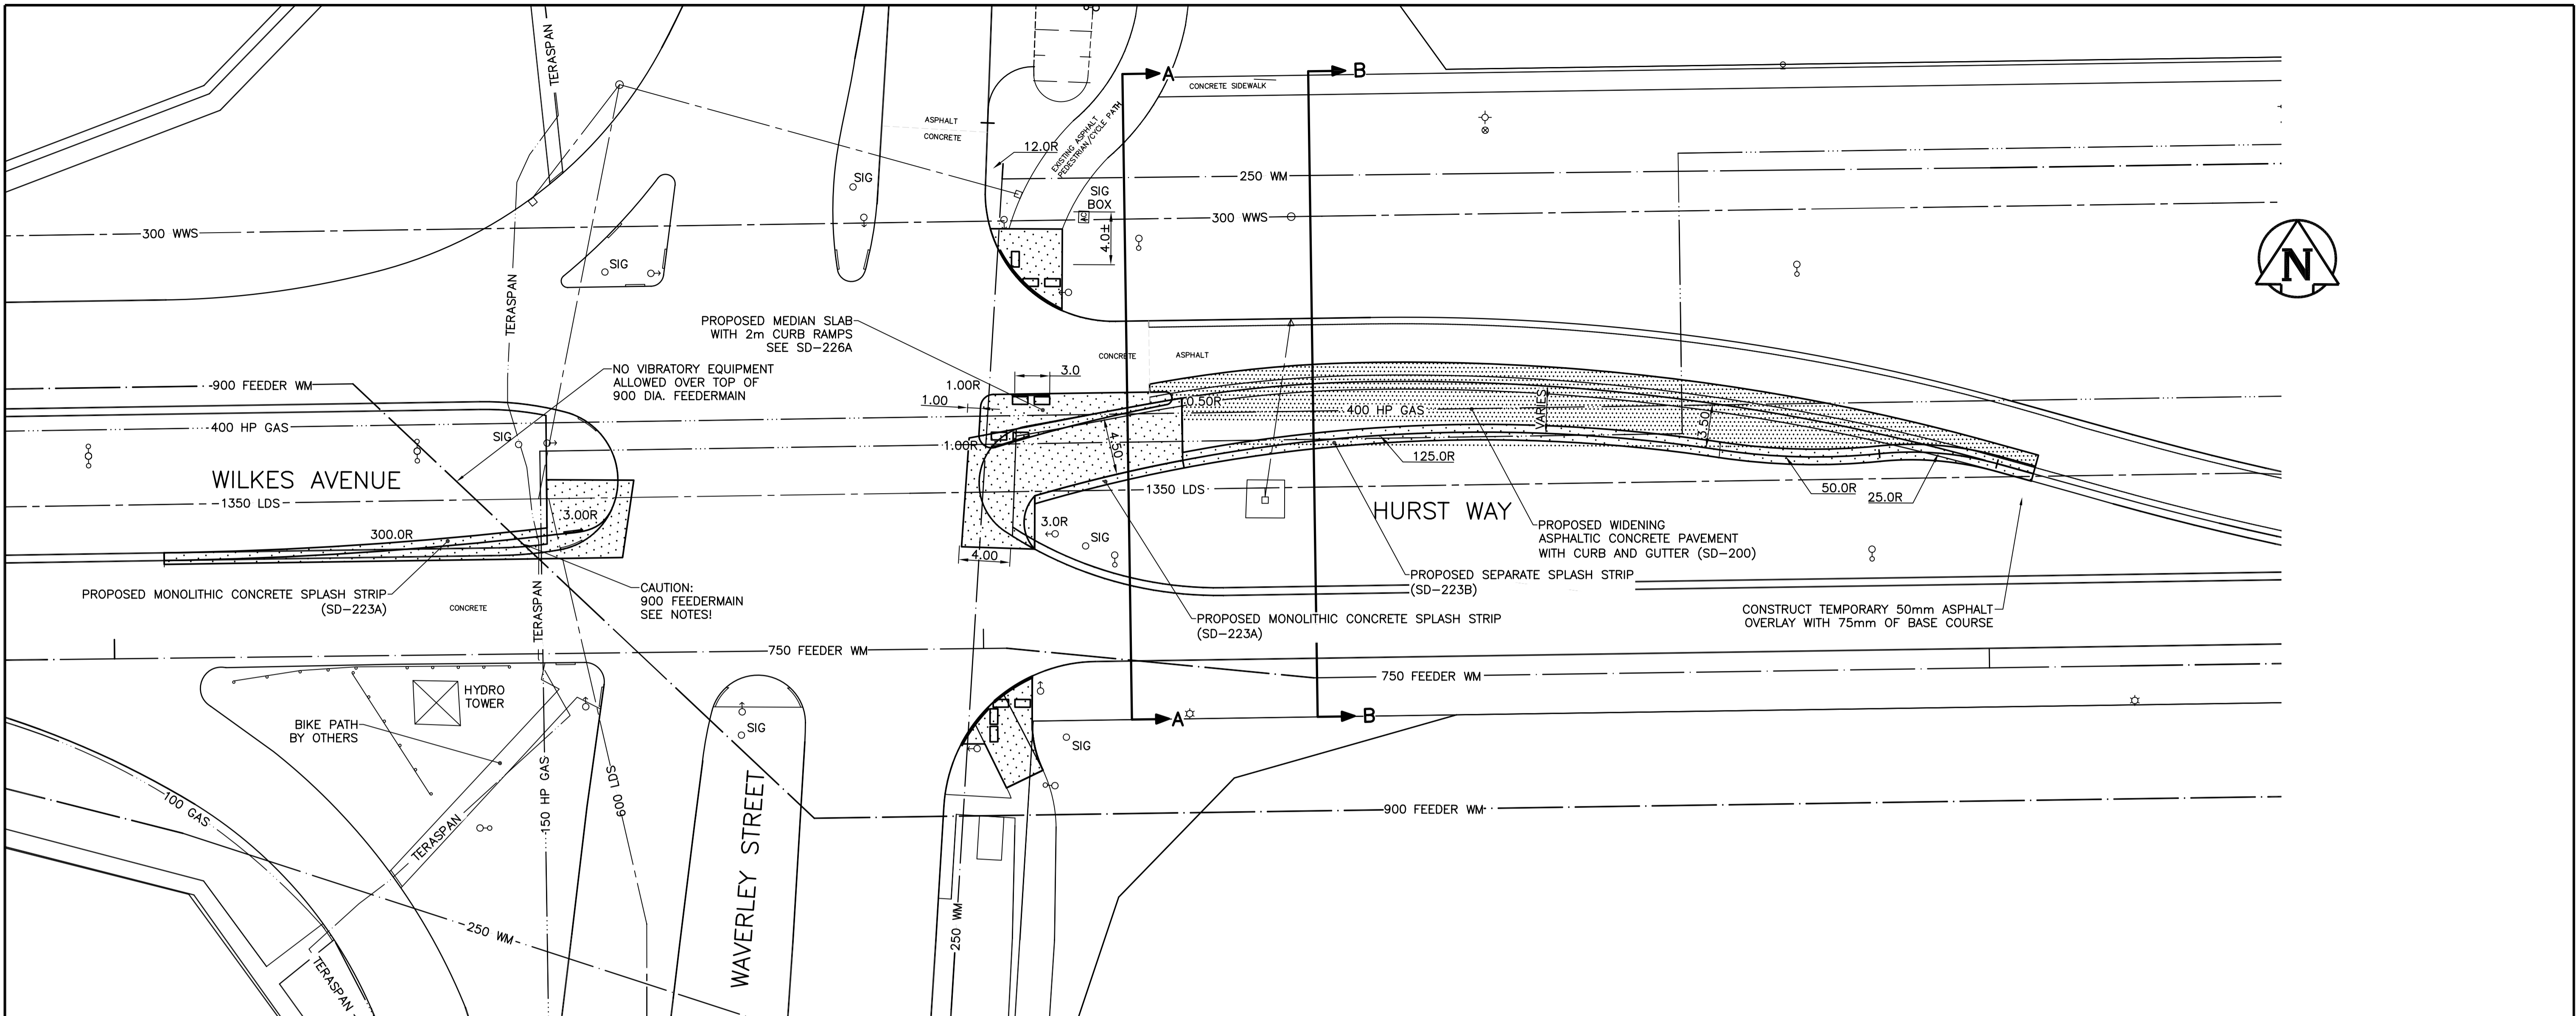 TERASPAN
A
B
CONCRETE SIDEWALK
ASPHALT
CONCRETE
12.0R
EXISTING ASPHALT
PEDESTRIAN/CYCLE PATH
250 WM
SIG
SIG
BOX
AC
4.0±
300 WWS
300 WWS
SIG
N
TERASPAN
PROPOSED MEDIAN SLAB
WITH 2m CURB RAMPS
SEE SD-226A
CONCRETE
ASPHALT
NO VIBRATORY EQUIPMENT
ALLOWED OVER TOP OF
900 DIA. FEEDERMAIN
900 FEEDER WM
3.0
1.00R
1.00
0.50R
400 HP GAS
VARIES
3.50
400 HP GAS
SIG
1.00R
4.50
125.0R
WILKES AVENUE
1350 LDS
1350 LDS
50.0R
25.0R
HURST WAY
3.00R
300.0R
3.0R
SIG
4.00
PROPOSED WIDENING
ASPHALTIC CONCRETE PAVEMENT
WITH CURB AND GUTTER (SD-200)
PROPOSED SEPARATE SPLASH STRIP
(SD-223B)
PROPOSED MONOLITHIC CONCRETE SPLASH STRIP
(SD-223A)
CONCRETE
TERASPAN
CAUTION:
900 FEEDERMAIN
SEE NOTES!
PROPOSED MONOLITHIC CONCRETE SPLASH STRIP
(SD-223A)
CONSTRUCT TEMPORARY 50mm ASPHALT
OVERLAY WITH 75mm OF BASE COURSE
750 FEEDER WM
750 FEEDER WM
HYDRO
TOWER
BIKE PATH
BY OTHERS
SIG
SIG
A
B
100 GAS
TERASPAN
150 HP GAS
600 LDS
WAVERLEY STREET
900 FEEDER WM
250 WM
250 WM
TERASPAN